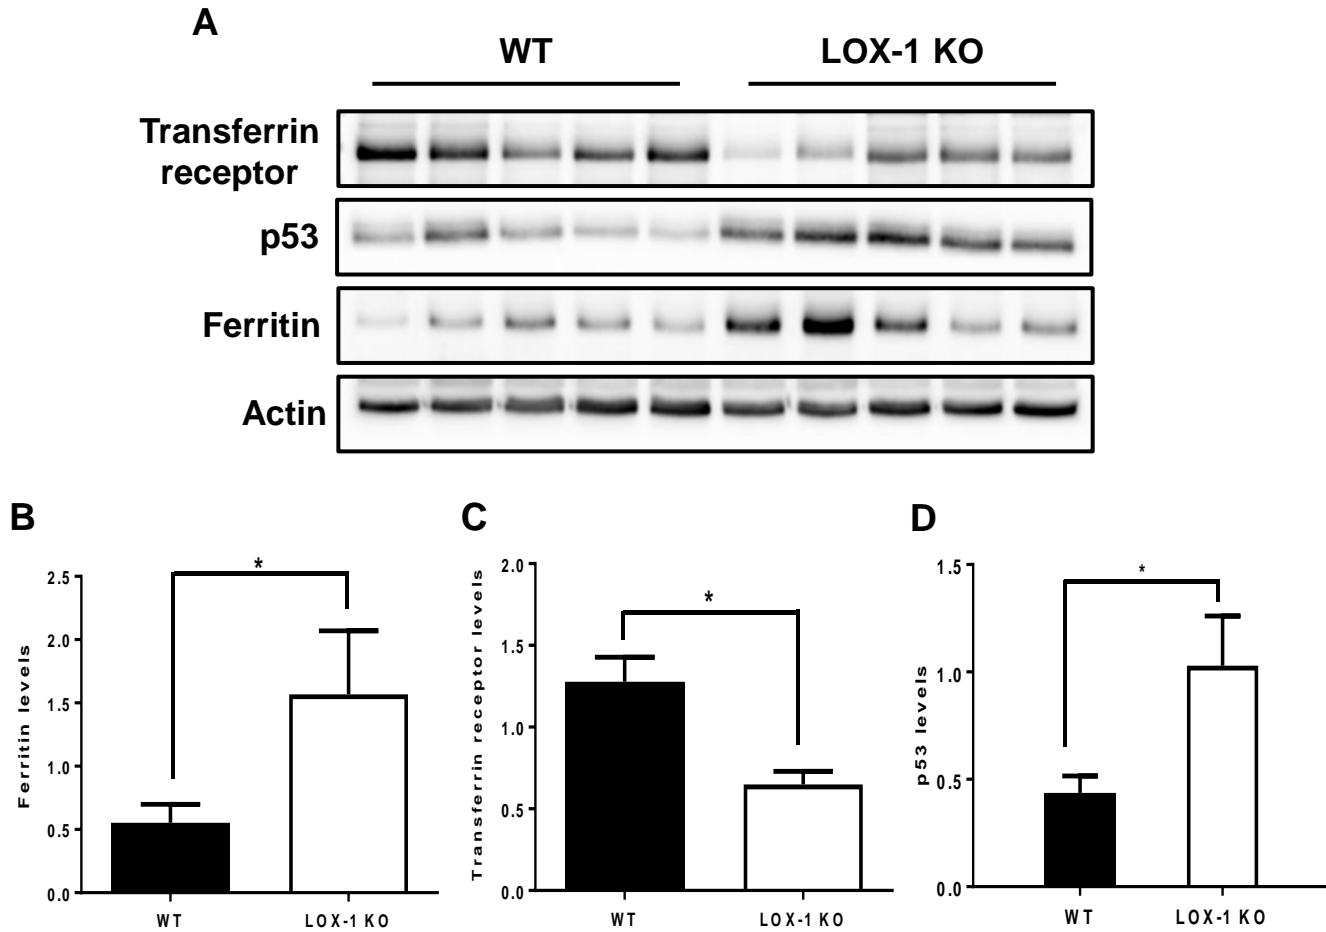 A
WT
LOX-1 KO
Transferrin
receptor
p53
Ferritin
Actin
B
Ferritin levels
2.5
2.0
1.5
1.0
0.5
0.0
*
WT
LOX-1 KO
C
Transferrin receptor levels
2.0
1.5
1.0
0.5
0.0
*
WT
LOX-1 KO
D
p53 levels
1.5
1.0
0.5
0.0
*
WT
LOX-1 KO